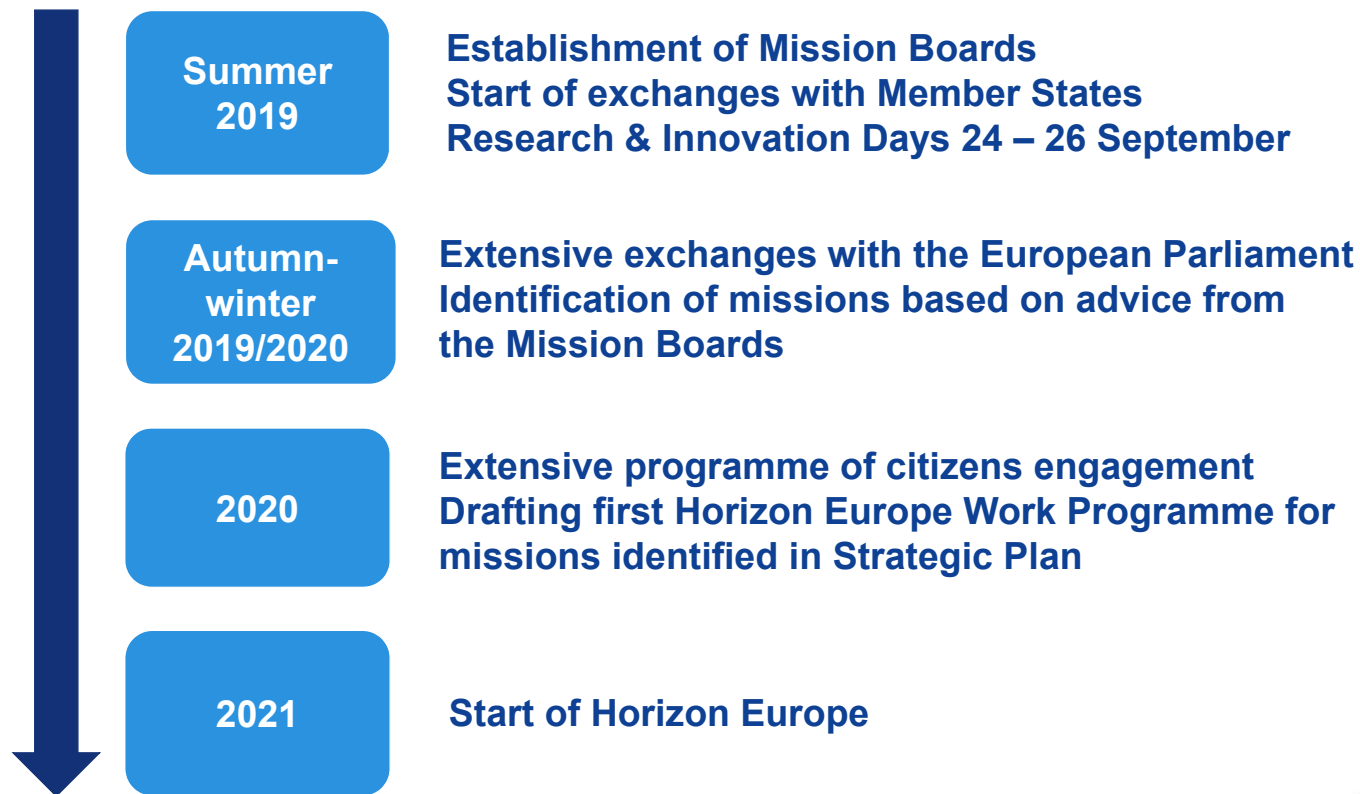 Summer
2019
Establishment of Mission Boards
Start of exchanges with Member States
Research & Innovation Days 24 – 26 September
Autumn-
winter
2019/2020
Extensive exchanges with the European Parliament
Identification of missions based on advice from
the Mission Boards
2020
Extensive programme of citizens engagement
Drafting first Horizon Europe Work Programme for
missions identified in Strategic Plan
2021
Start of Horizon Europe